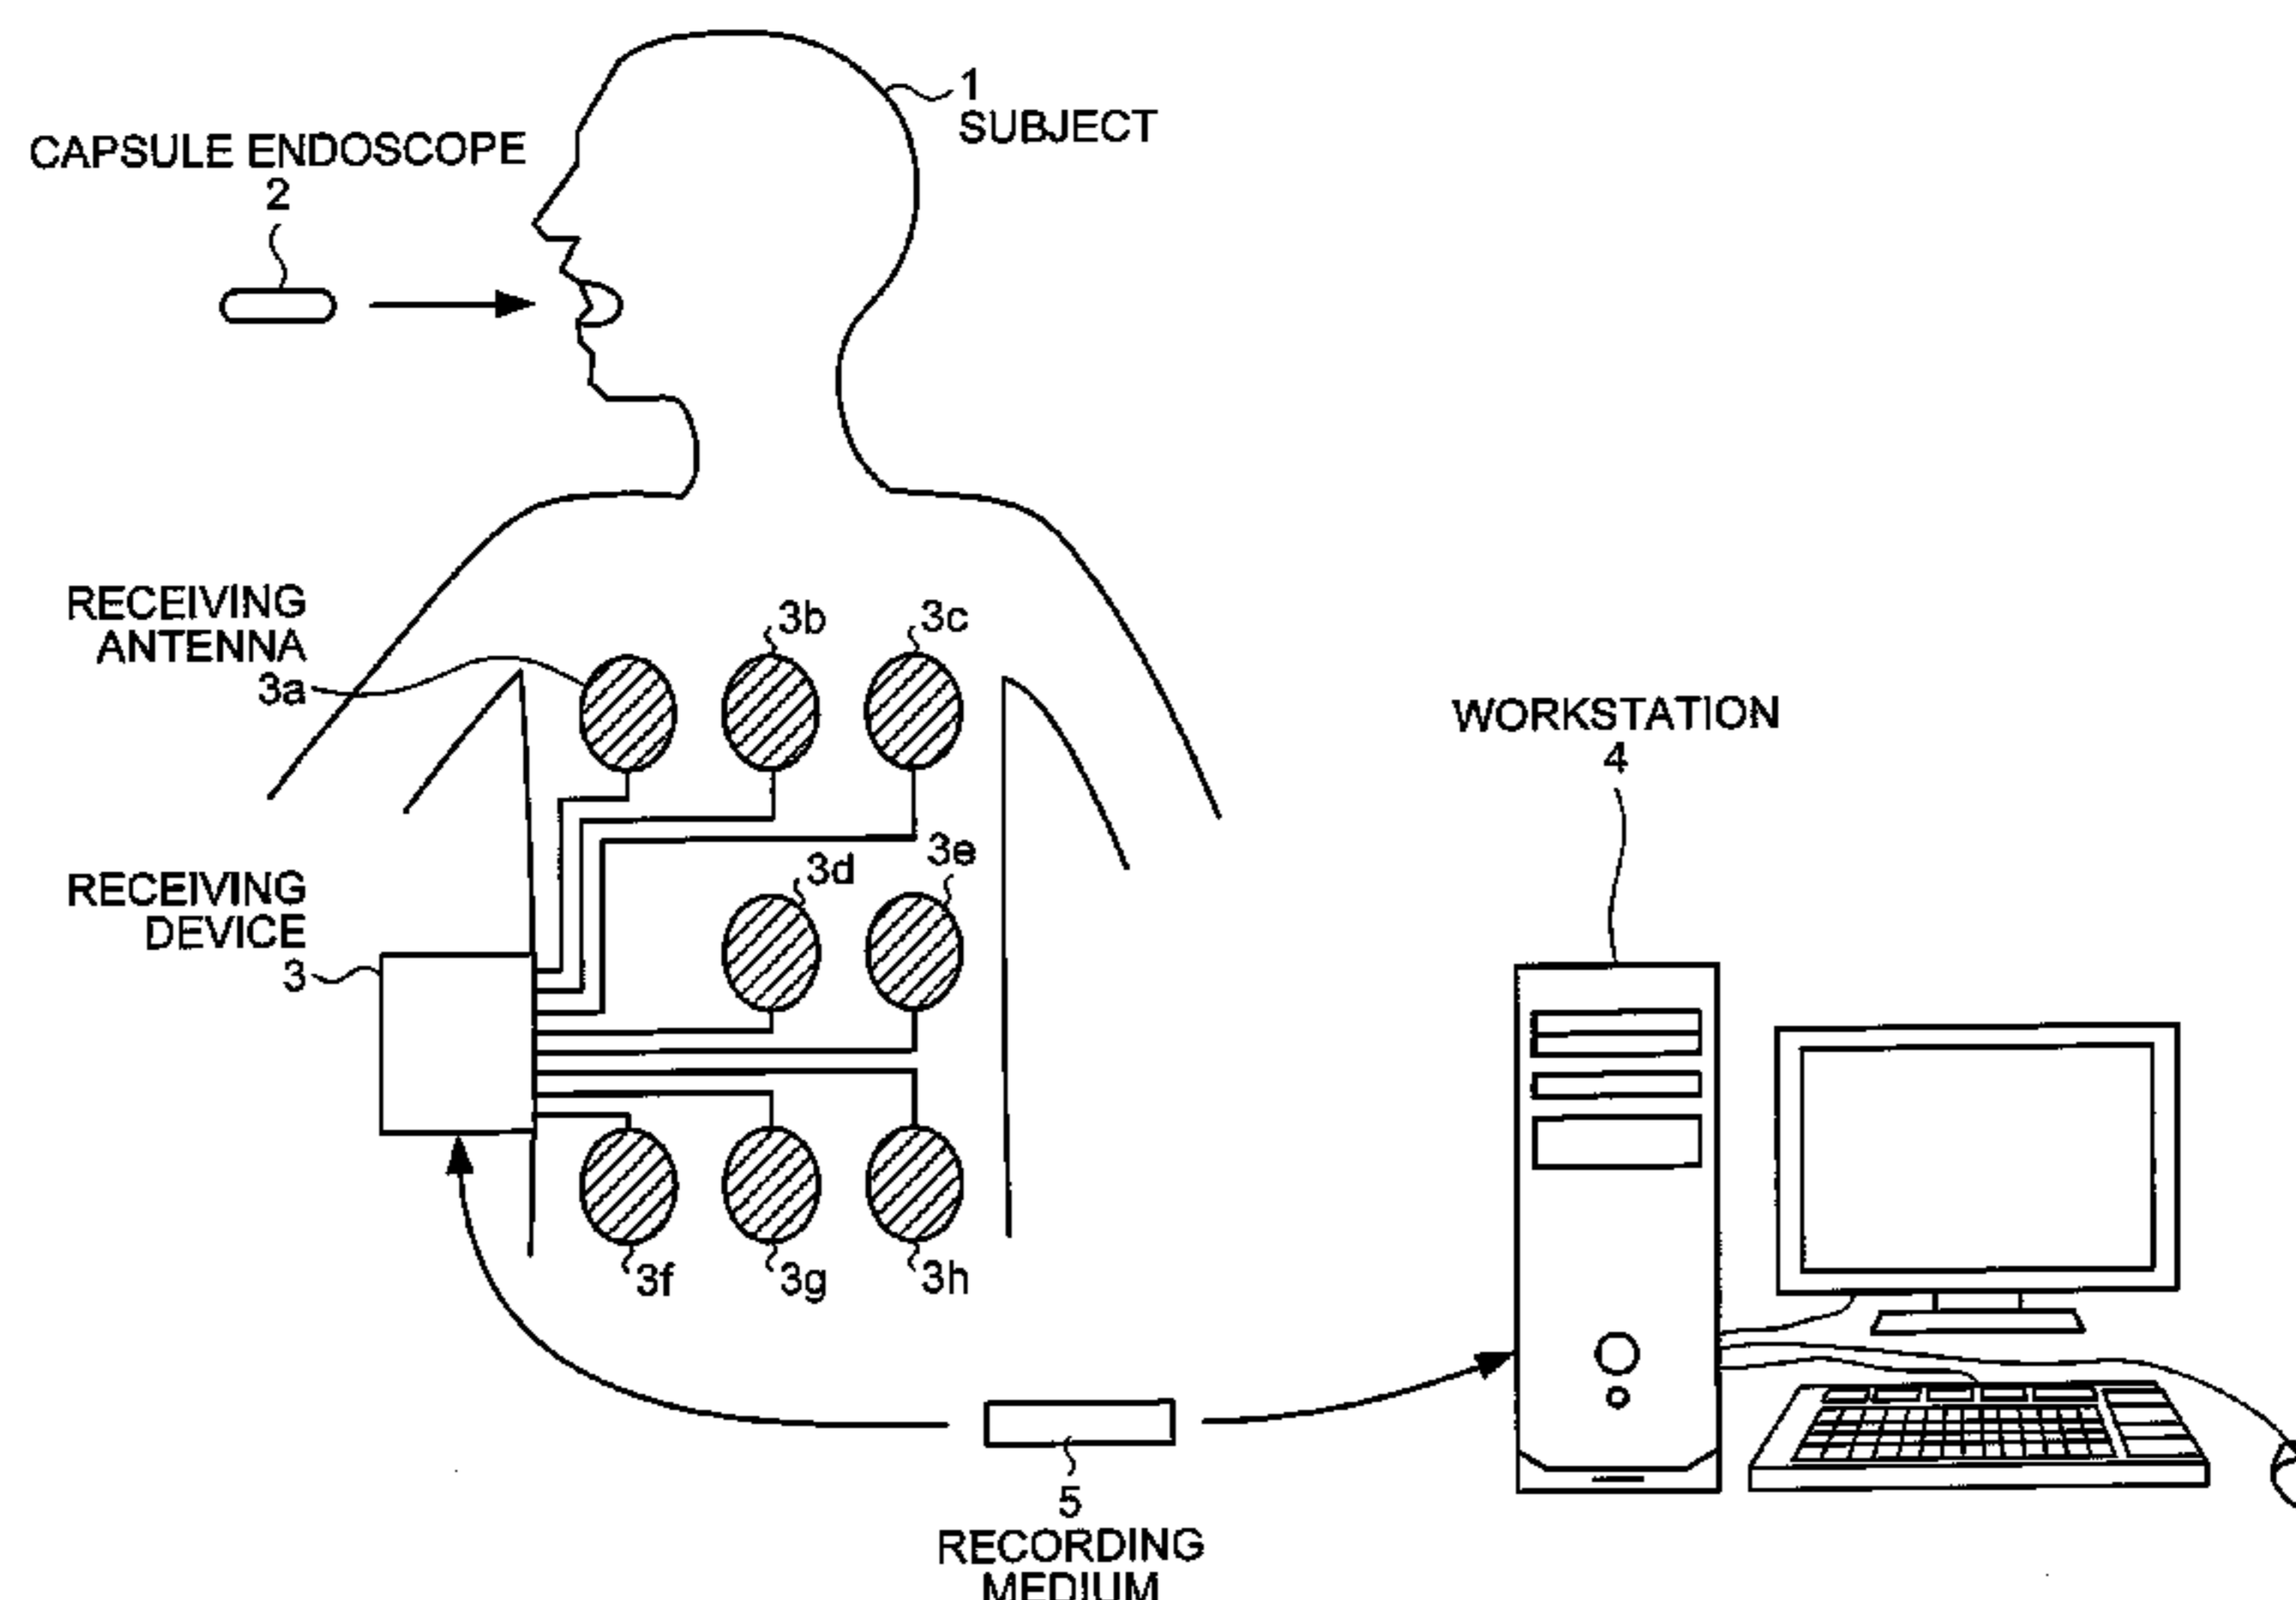 1
SUBJECT
CAPSULE ENDOSCOPE
2
RECEIVING
ANTENNA
3a
3b
3c
WORKSTATION
4
3d
3e
RECEIVING
DEVICE
3
3f
3g
3h
5
RECORDING
MEDIUM